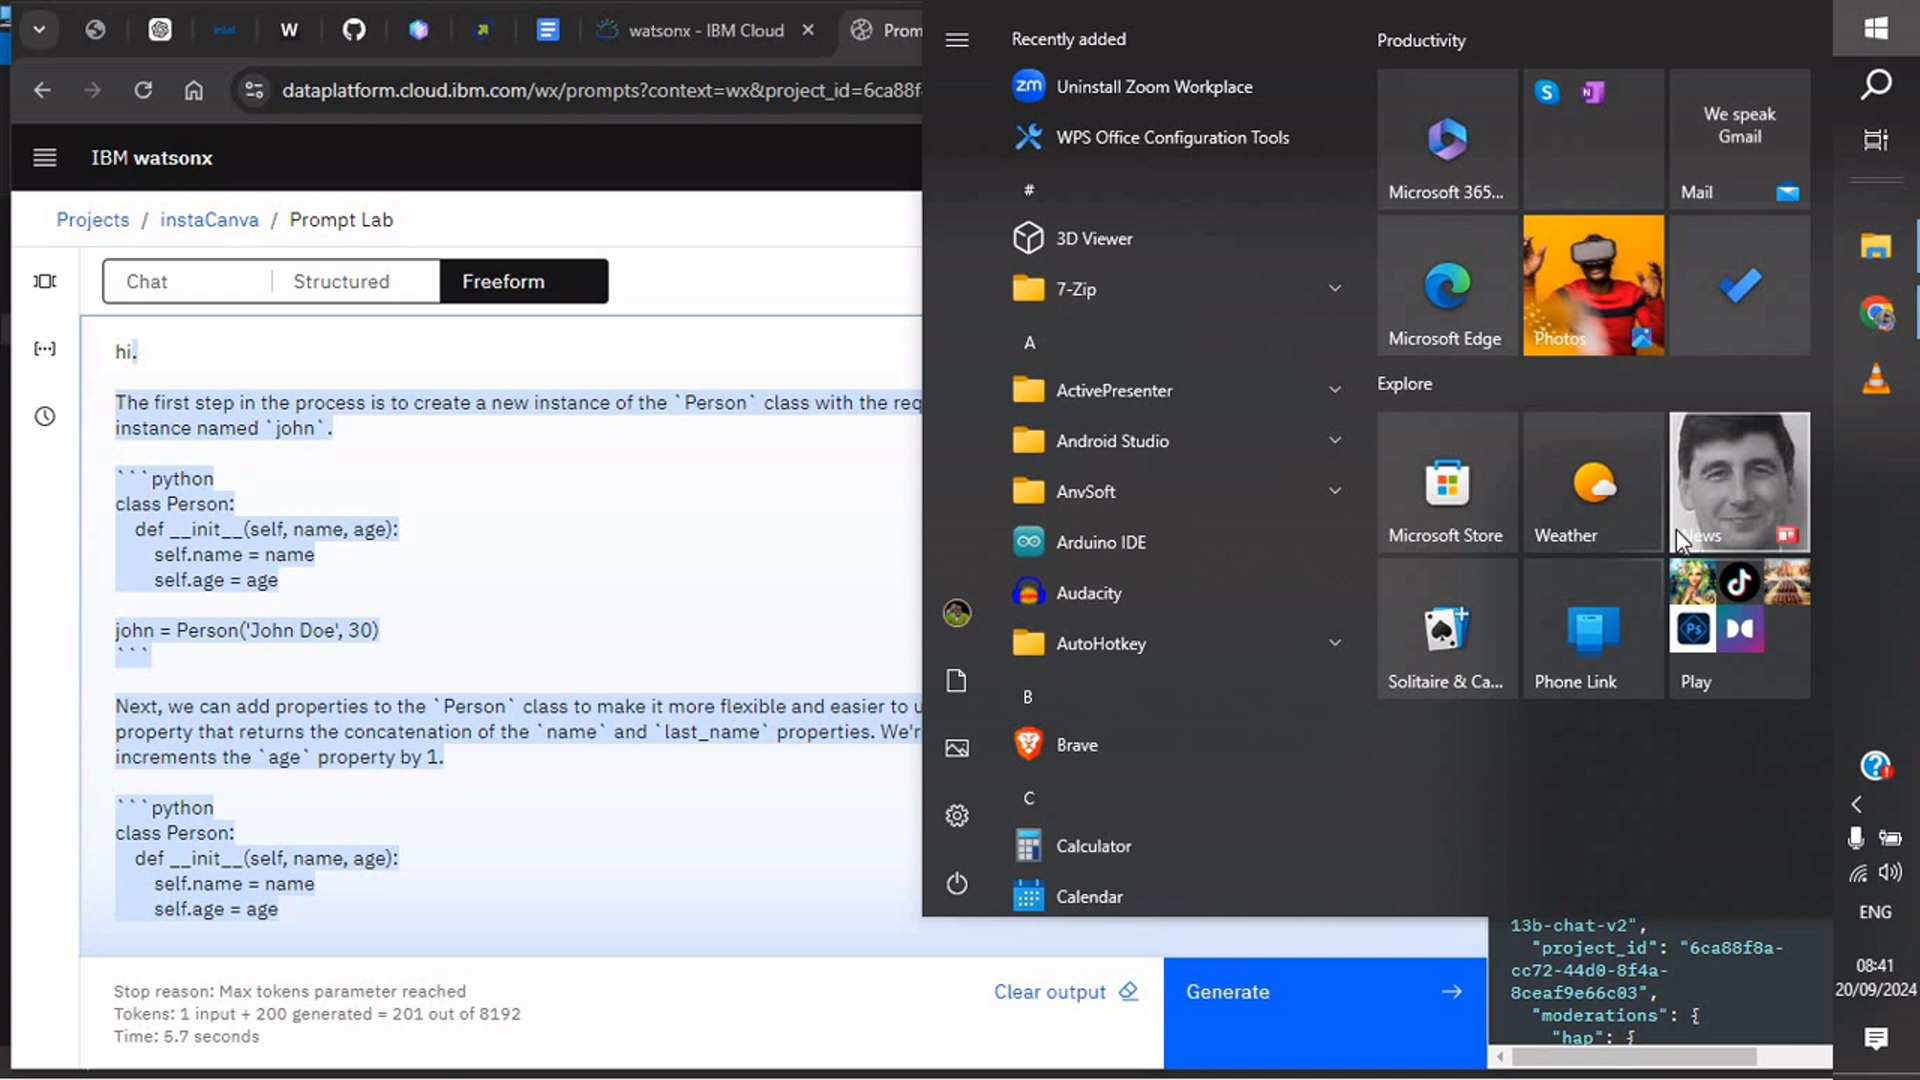 intel
W
watsonx - IBM Cloud
Prom
dataplatform.cloud.ibm.com/wx/prompts?context=wx&project_id=6ca88f
IBM watsonx
Projects / instaCanva / Prompt Lab
Chat
Structured
Freeform
hi.
The first step in the process is to create a new instance of the `Person` class with the req
instance named `john`.
```python
class Person:
def __init__(self, name, age):
self.name = name
self.age = age
john = Person('John Doe', 30)
```
Next, we can add properties to the `Person` class to make it more flexible and easier to u
property that returns the concatenation of the `name` and `last_name` properties. We'r
increments the `age` property by 1.
```python
class Person:
def __init__(self, name, age):
self.name = name
self.age = age
Stop reason: Max tokens parameter reached
Tokens: 1 input + 200 generated = 201 out of 8192
Time: 5.7 seconds
Clear output
Generate
Recently added
zm
Uninstall Zoom Workplace
WPS Office Configuration Tools
#
3D Viewer
7-Zip
A
ActivePresenter
Android Studio
AnvSoft
Arduino IDE
Audacity
AutoHotkey
B
Brave
C
Calculator
Calendar
Productivity
Microsoft 365...
S
N
We speak
Gmail
Mail
Microsoft Edge
Photos
Explore
Microsoft Store
Weather
News
Solitaire & Ca...
Phone Link
Ps
Play
13b-chat-v2",
"project_id": "6ca88f8a-
cc72-44d0-8f4a-
8ceaf9e66c03",
"moderations": {
"hap": {
ENG
08:41
20/09/2024